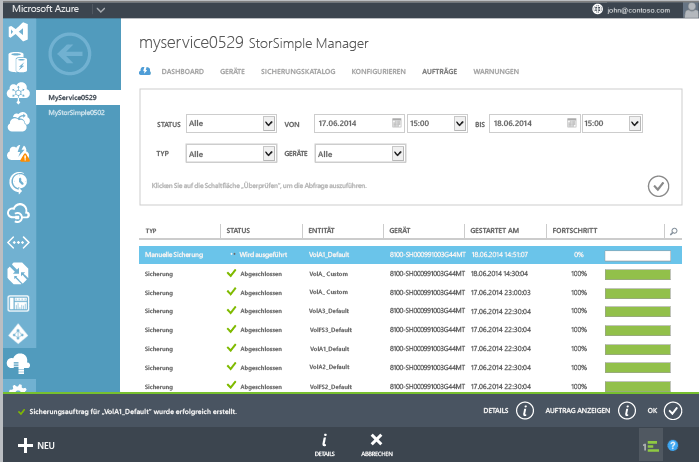 Microsoft Azure
john@contoso.com
myservice0529 StorSimple Manager
DASHBOARD GERÄTE SICHERUNGSKATALOG KONFIGURIEREN AUFTRÄGE WARNUNGEN
MyService0529
MyStorSimple0502
STATUS Alle VON 17.06.2014 15:00 BIS 18.06.2014 15:00
TYP Alle GERÄTE Alle
Klicken Sie auf die Schaltfläche „Überprüfen", um die Abfrage auszuführen.
TYP STATUS ENTITÄT GERÄT GESTARTET AM FORTSCHRITT
Manuelle Sicherung Wird ausgeführt VolA1_Default 8100-SH000991003G44MT 18.06.2014 14:51:07 0%
Sicherung Abgeschlossen VolA_ Custom 8100-SH000991003G44MT 18.06.2014 14:30:04 100%
Sicherung Abgeschlossen VolA_ Custom 8100-SH000991003G44MT 17.06.2014 23:00:03 100%
Sicherung Abgeschlossen VolA3_Default 8100-SH000991003G44MT 17.06.2014 22:30:04 100%
Sicherung Abgeschlossen VolFS3_Default 8100-SH000991003G44MT 17.06.2014 22:30:04 100%
Sicherung Abgeschlossen VolA1_Default 8100-SH000991003G44MT 17.06.2014 22:30:04 100%
Sicherung Abgeschlossen VolA2_Default 8100-SH000991003G44MT 17.06.2014 22:30:04 100%
Sicherung Abgeschlossen VolFS2_Default 8100-SH000991003G44MT 17.06.2014 22:30:04 100%
Sicherungsauftrag für „VolA1_Default" wurde erfolgreich erstellt. DETAILS AUFTRAG ANZEIGEN OK
NEU DETAILS ABBRECHEN 1 ?